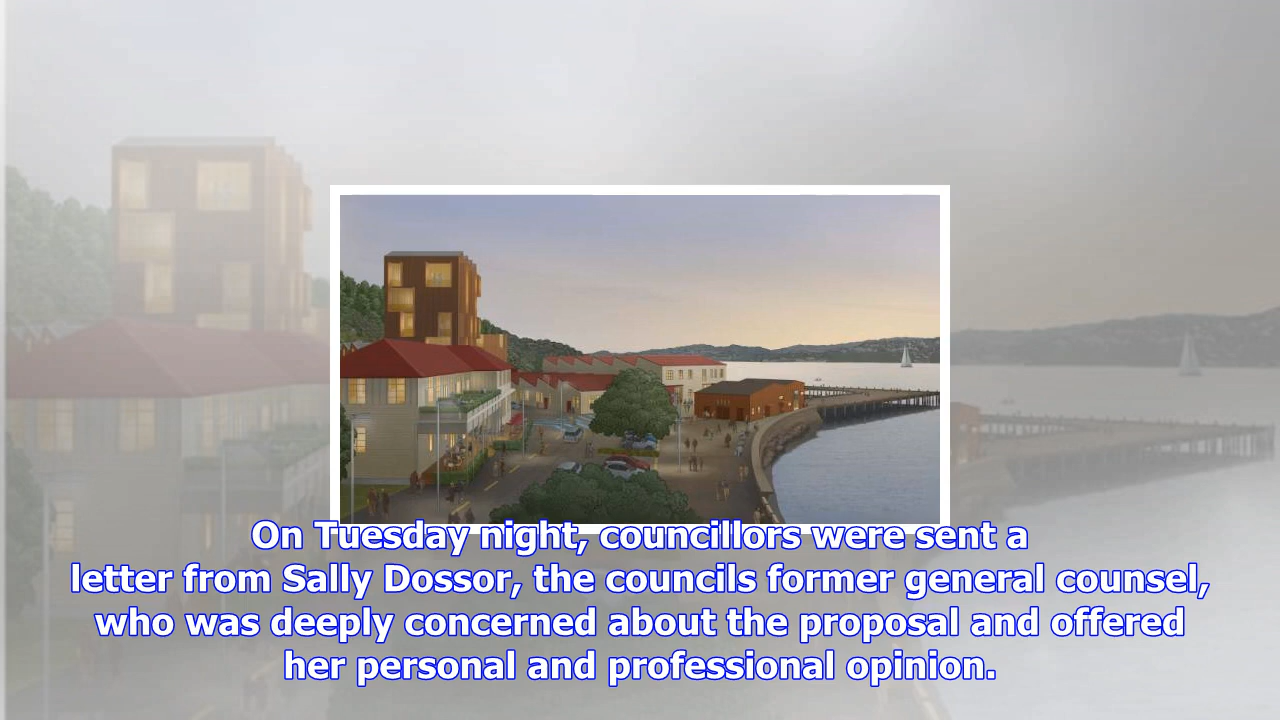 On Tuesday night, councillors were sent a
letter from Sally Dossor, the councils former general counsel,
who was deeply concerned about the proposal and offered
her personal and professional opinion.